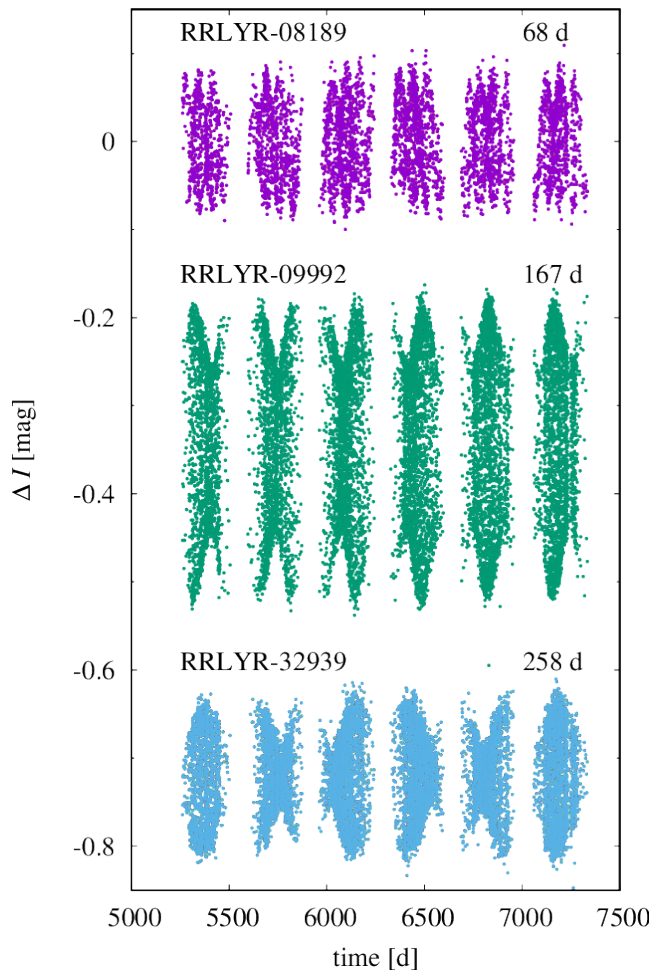 RRLYR-08189 68 d
0
RRLYR-09992 167 d
-0.2
Δ I [mag]
-0.4
-0.6
RRLYR-32939 258 d
-0.8
5000 5500 6000 6500 7000 7500
time [d]